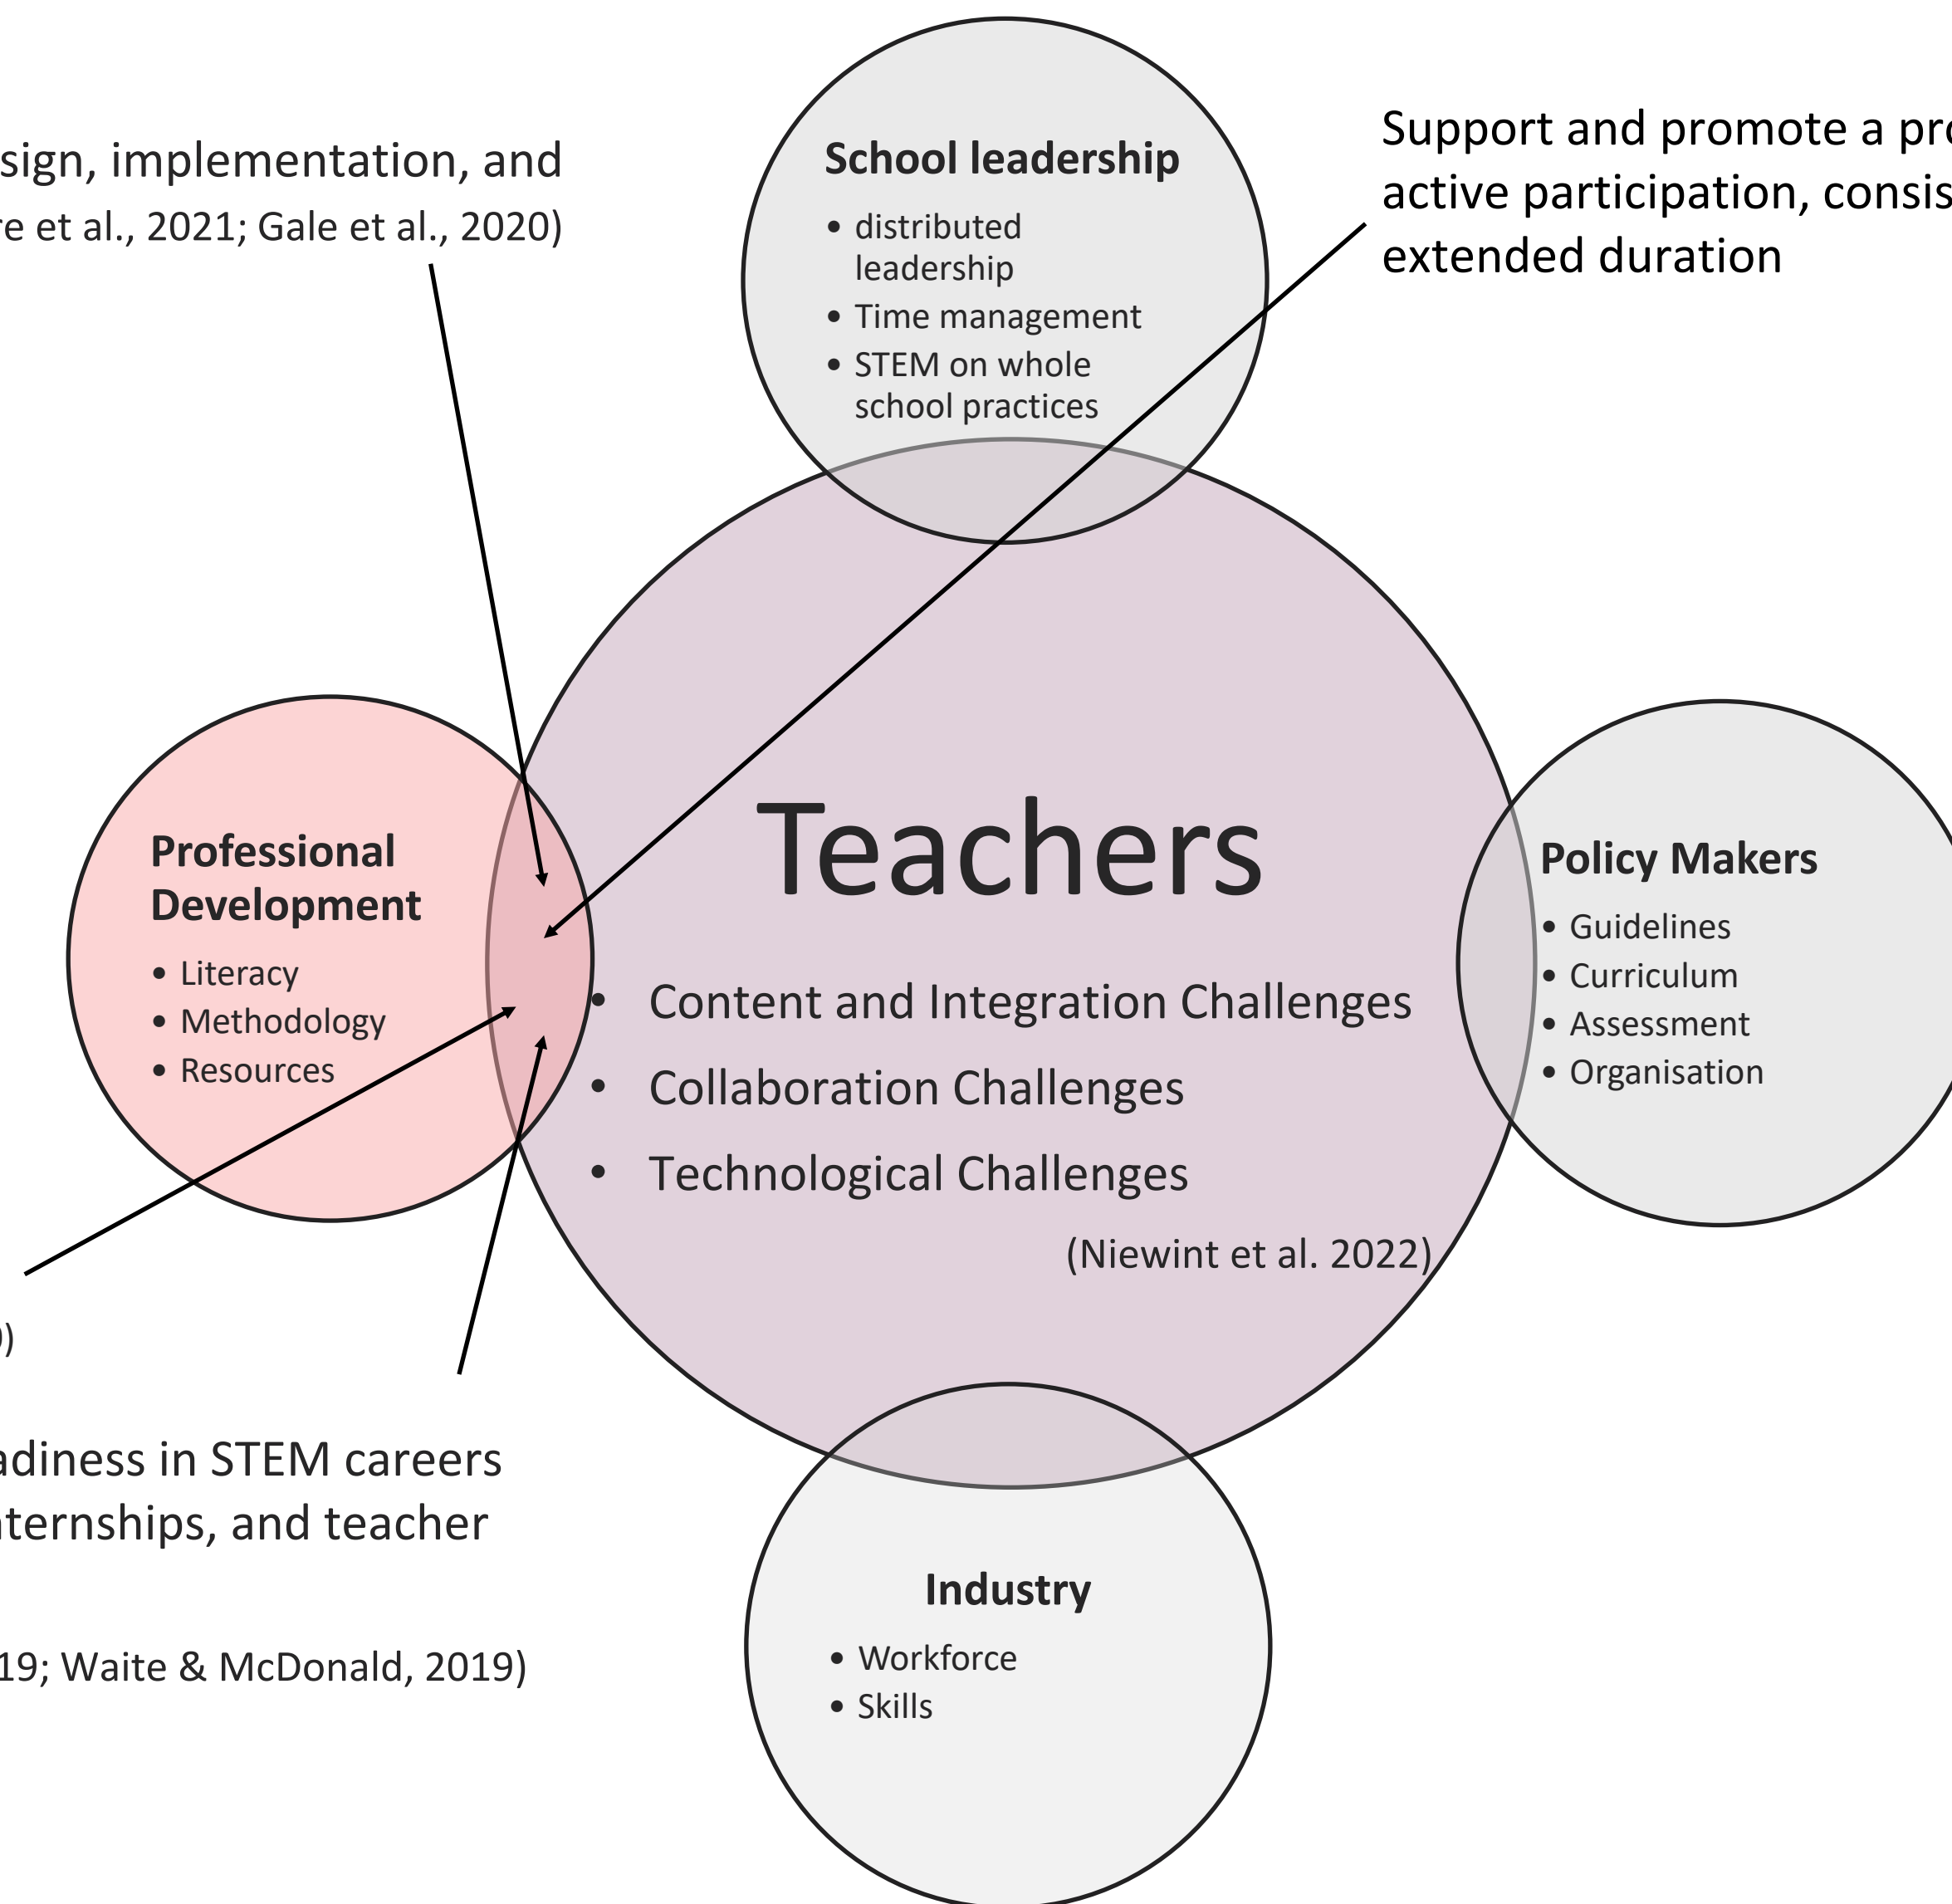 sign, implementation, and
re et al., 2021; Gale et al., 2020)
School leadership
• distributed
leadership
• Time management
• STEM on whole
school practices
Support and promote a pro
active participation, consis
extended duration
Professional
Development
• Literacy
• Methodology
• Resources
Teachers
• Content and Integration Challenges
• Collaboration Challenges
• Technological Challenges
(Niewint et al. 2022)
Policy Makers
• Guidelines
• Curriculum
• Assessment
• Organisation
)
adiness in STEM careers
nternships, and teacher
19; Waite & McDonald, 2019)
Industry
• Workforce
• Skills